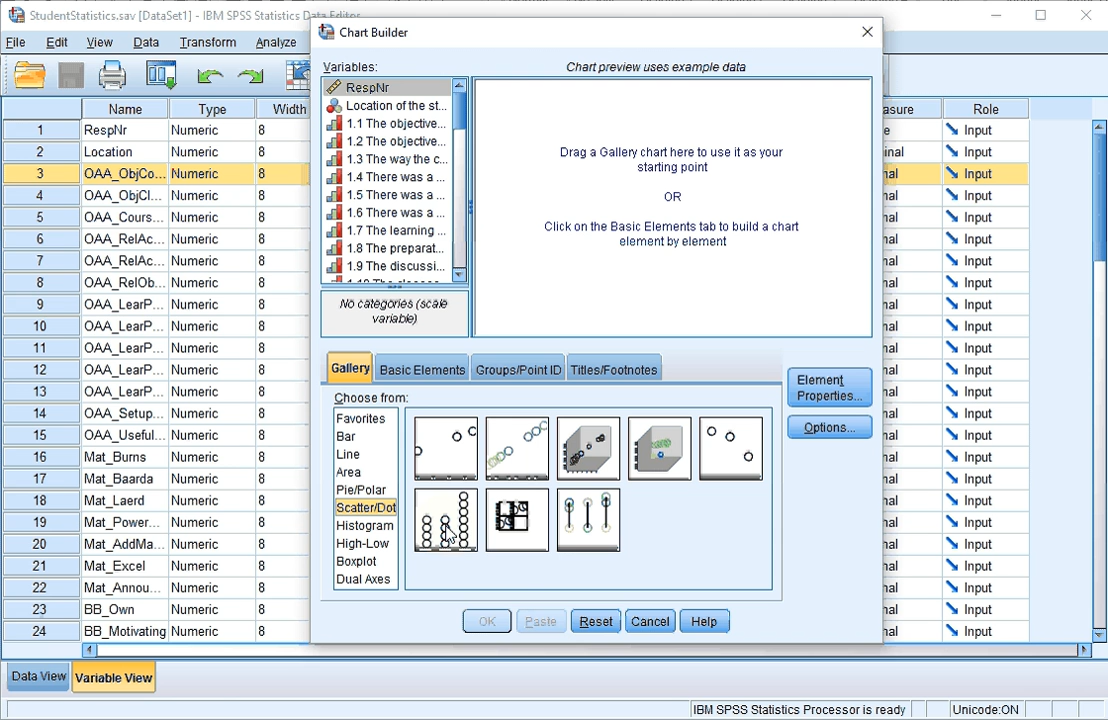 StudentStatistics.sav [DataSet1] - IBM SPSS Statistics Data Editor
File Edit View Data Transform Analyze
Chart Builder
Variables:
Chart preview uses example data
RespNr
Location of the st...
1.1 The objective...
1.2 The objective...
1.3 The way the c...
1.4 There was a ...
1.5 There was a ...
1.6 There was a ...
1.7 The learning ...
1.8 The preparat...
1.9 The discussi...
No categories (scale
variable)
Drag a Gallery chart here to use it as your
starting point
OR
Click on the Basic Elements tab to build a chart
element by element
Gallery Basic Elements Groups/Point ID Titles/Footnotes
Choose from:
Favorites
Bar
Line
Area
Pie/Polar
Scatter/Dot
Histogram
High-Low
Boxplot
Dual Axes
Element
Properties...
Options...
OK Paste Reset Cancel Help
Name Type Width asure Role
1 RespNr Numeric 8 e Input
2 Location Numeric 8 inal Input
3 OAA_ObjCo... Numeric 8 nal Input
4 OAA_ObjCl... Numeric 8 nal Input
5 OAA_Cours... Numeric 8 nal Input
6 OAA_RelAc... Numeric 8 nal Input
7 OAA_RelAc... Numeric 8 nal Input
8 OAA_RelOb... Numeric 8 nal Input
9 OAA_LearP... Numeric 8 nal Input
10 OAA_LearP... Numeric 8 nal Input
11 OAA_LearP... Numeric 8 nal Input
12 OAA_LearP... Numeric 8 nal Input
13 OAA_LearP... Numeric 8 nal Input
14 OAA_Setup... Numeric 8 nal Input
15 OAA_Useful... Numeric 8 nal Input
16 Mat_Burns Numeric 8 nal Input
17 Mat_Baarda Numeric 8 nal Input
18 Mat_Laerd Numeric 8 nal Input
19 Mat_Power... Numeric 8 nal Input
20 Mat_AddMa... Numeric 8 nal Input
21 Mat_Excel Numeric 8 nal Input
22 Mat_Annou... Numeric 8 nal Input
23 BB_Own Numeric 8 nal Input
24 BB_Motivating Numeric 8 nal Input
Data View Variable View
IBM SPSS Statistics Processor is ready Unicode:ON